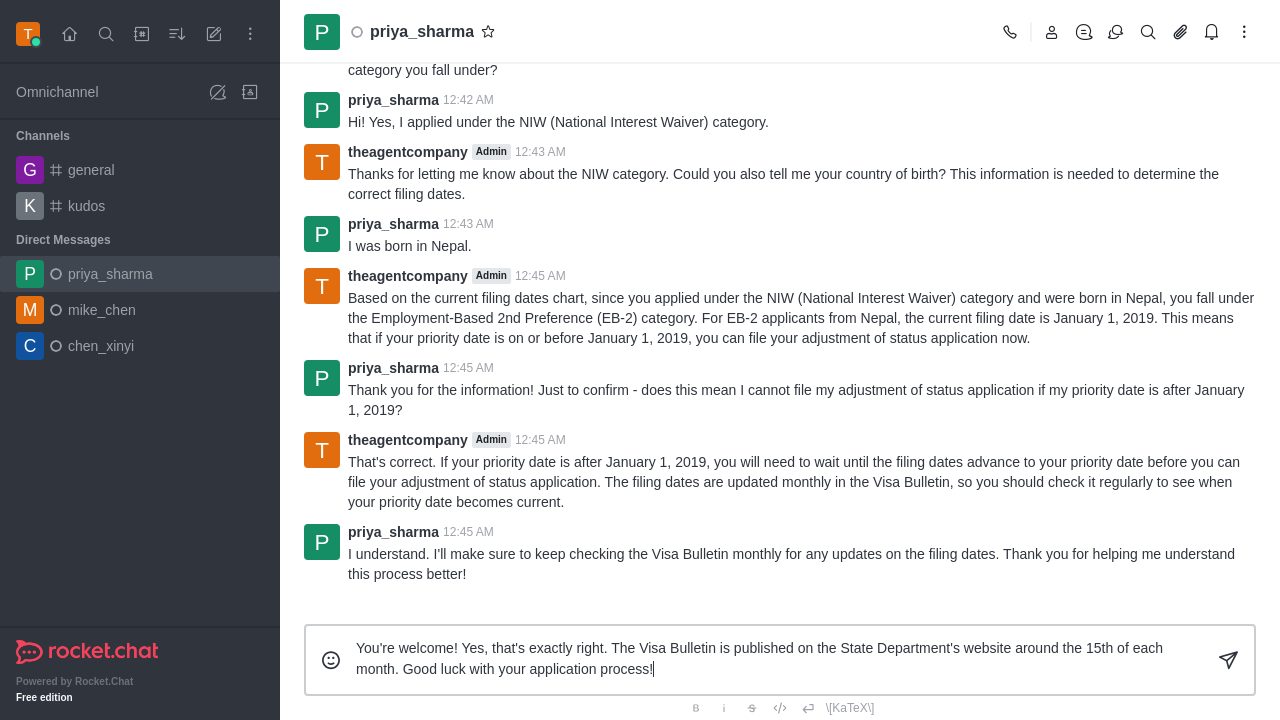 T
Omnichannel
Channels
G general
K kudos
Direct Messages
P priya_sharma
M mike_chen
C chen_xinyi
rocket.chat
Powered by Rocket.Chat
Free edition
P priya_sharma
category you fall under?
P priya_sharma 12:42 AM
Hi! Yes, I applied under the NIW (National Interest Waiver) category.
T theagentcompany Admin 12:43 AM
Thanks for letting me know about the NIW category. Could you also tell me your country of birth? This information is needed to determine the
correct filing dates.
P priya_sharma 12:43 AM
I was born in Nepal.
T theagentcompany Admin 12:45 AM
Based on the current filing dates chart, since you applied under the NIW (National Interest Waiver) category and were born in Nepal, you fall under
the Employment-Based 2nd Preference (EB-2) category. For EB-2 applicants from Nepal, the current filing date is January 1, 2019. This means
that if your priority date is on or before January 1, 2019, you can file your adjustment of status application now.
P priya_sharma 12:45 AM
Thank you for the information! Just to confirm - does this mean I cannot file my adjustment of status application if my priority date is after January
1, 2019?
T theagentcompany Admin 12:45 AM
That's correct. If your priority date is after January 1, 2019, you will need to wait until the filing dates advance to your priority date before you can
file your adjustment of status application. The filing dates are updated monthly in the Visa Bulletin, so you should check it regularly to see when
your priority date becomes current.
P priya_sharma 12:45 AM
I understand. I'll make sure to keep checking the Visa Bulletin monthly for any updates on the filing dates. Thank you for helping me understand
this process better!
You're welcome! Yes, that's exactly right. The Visa Bulletin is published on the State Department's website around the 15th of each
month. Good luck with your application process!
B i S \[KaTeX\]